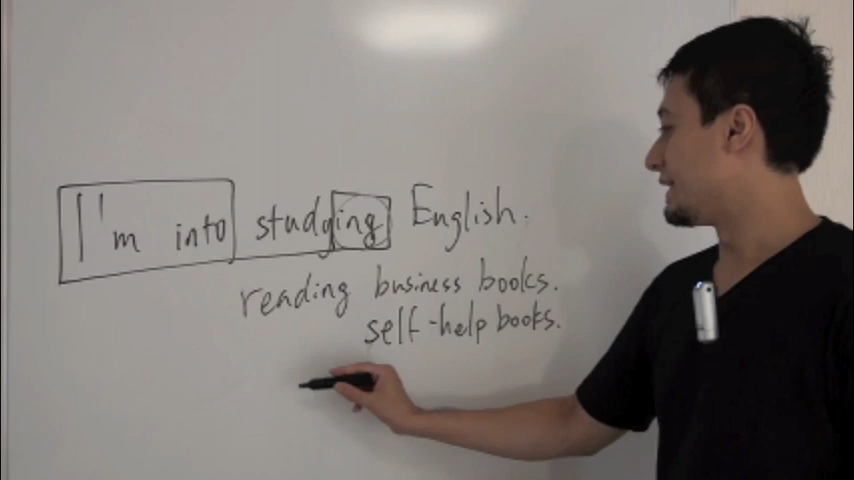 I'm into studying English.
reading business books.
self-help books.